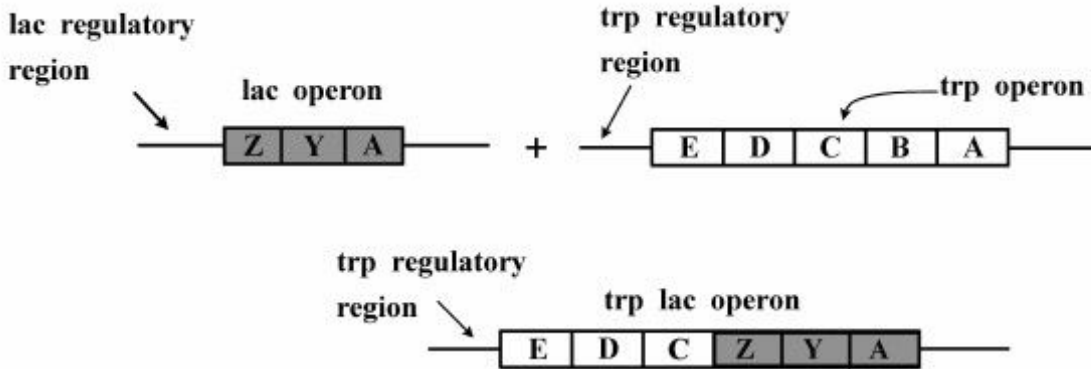 lac regulatory
region
lac operon
Z Y A
+
trp regulatory
region
trp operon
E D C B A
trp regulatory
region
trp lac operon
E D C Z Y A